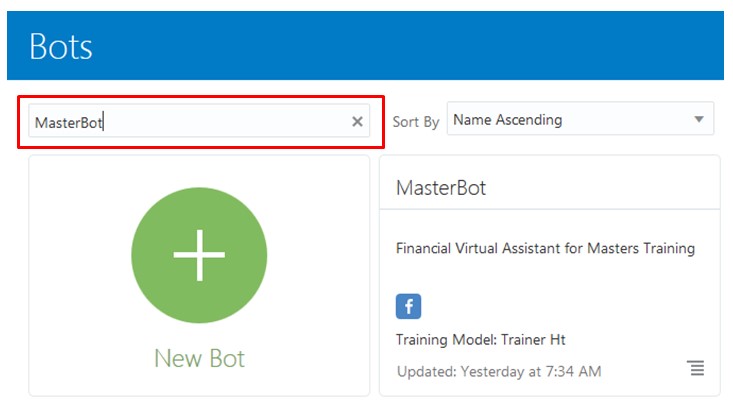 Bots
MasterBot
Sort By Name Ascending
New Bot
MasterBot
Financial Virtual Assistant for Masters Training
f
Training Model: Trainer Ht
Updated: Yesterday at 7:34 AM